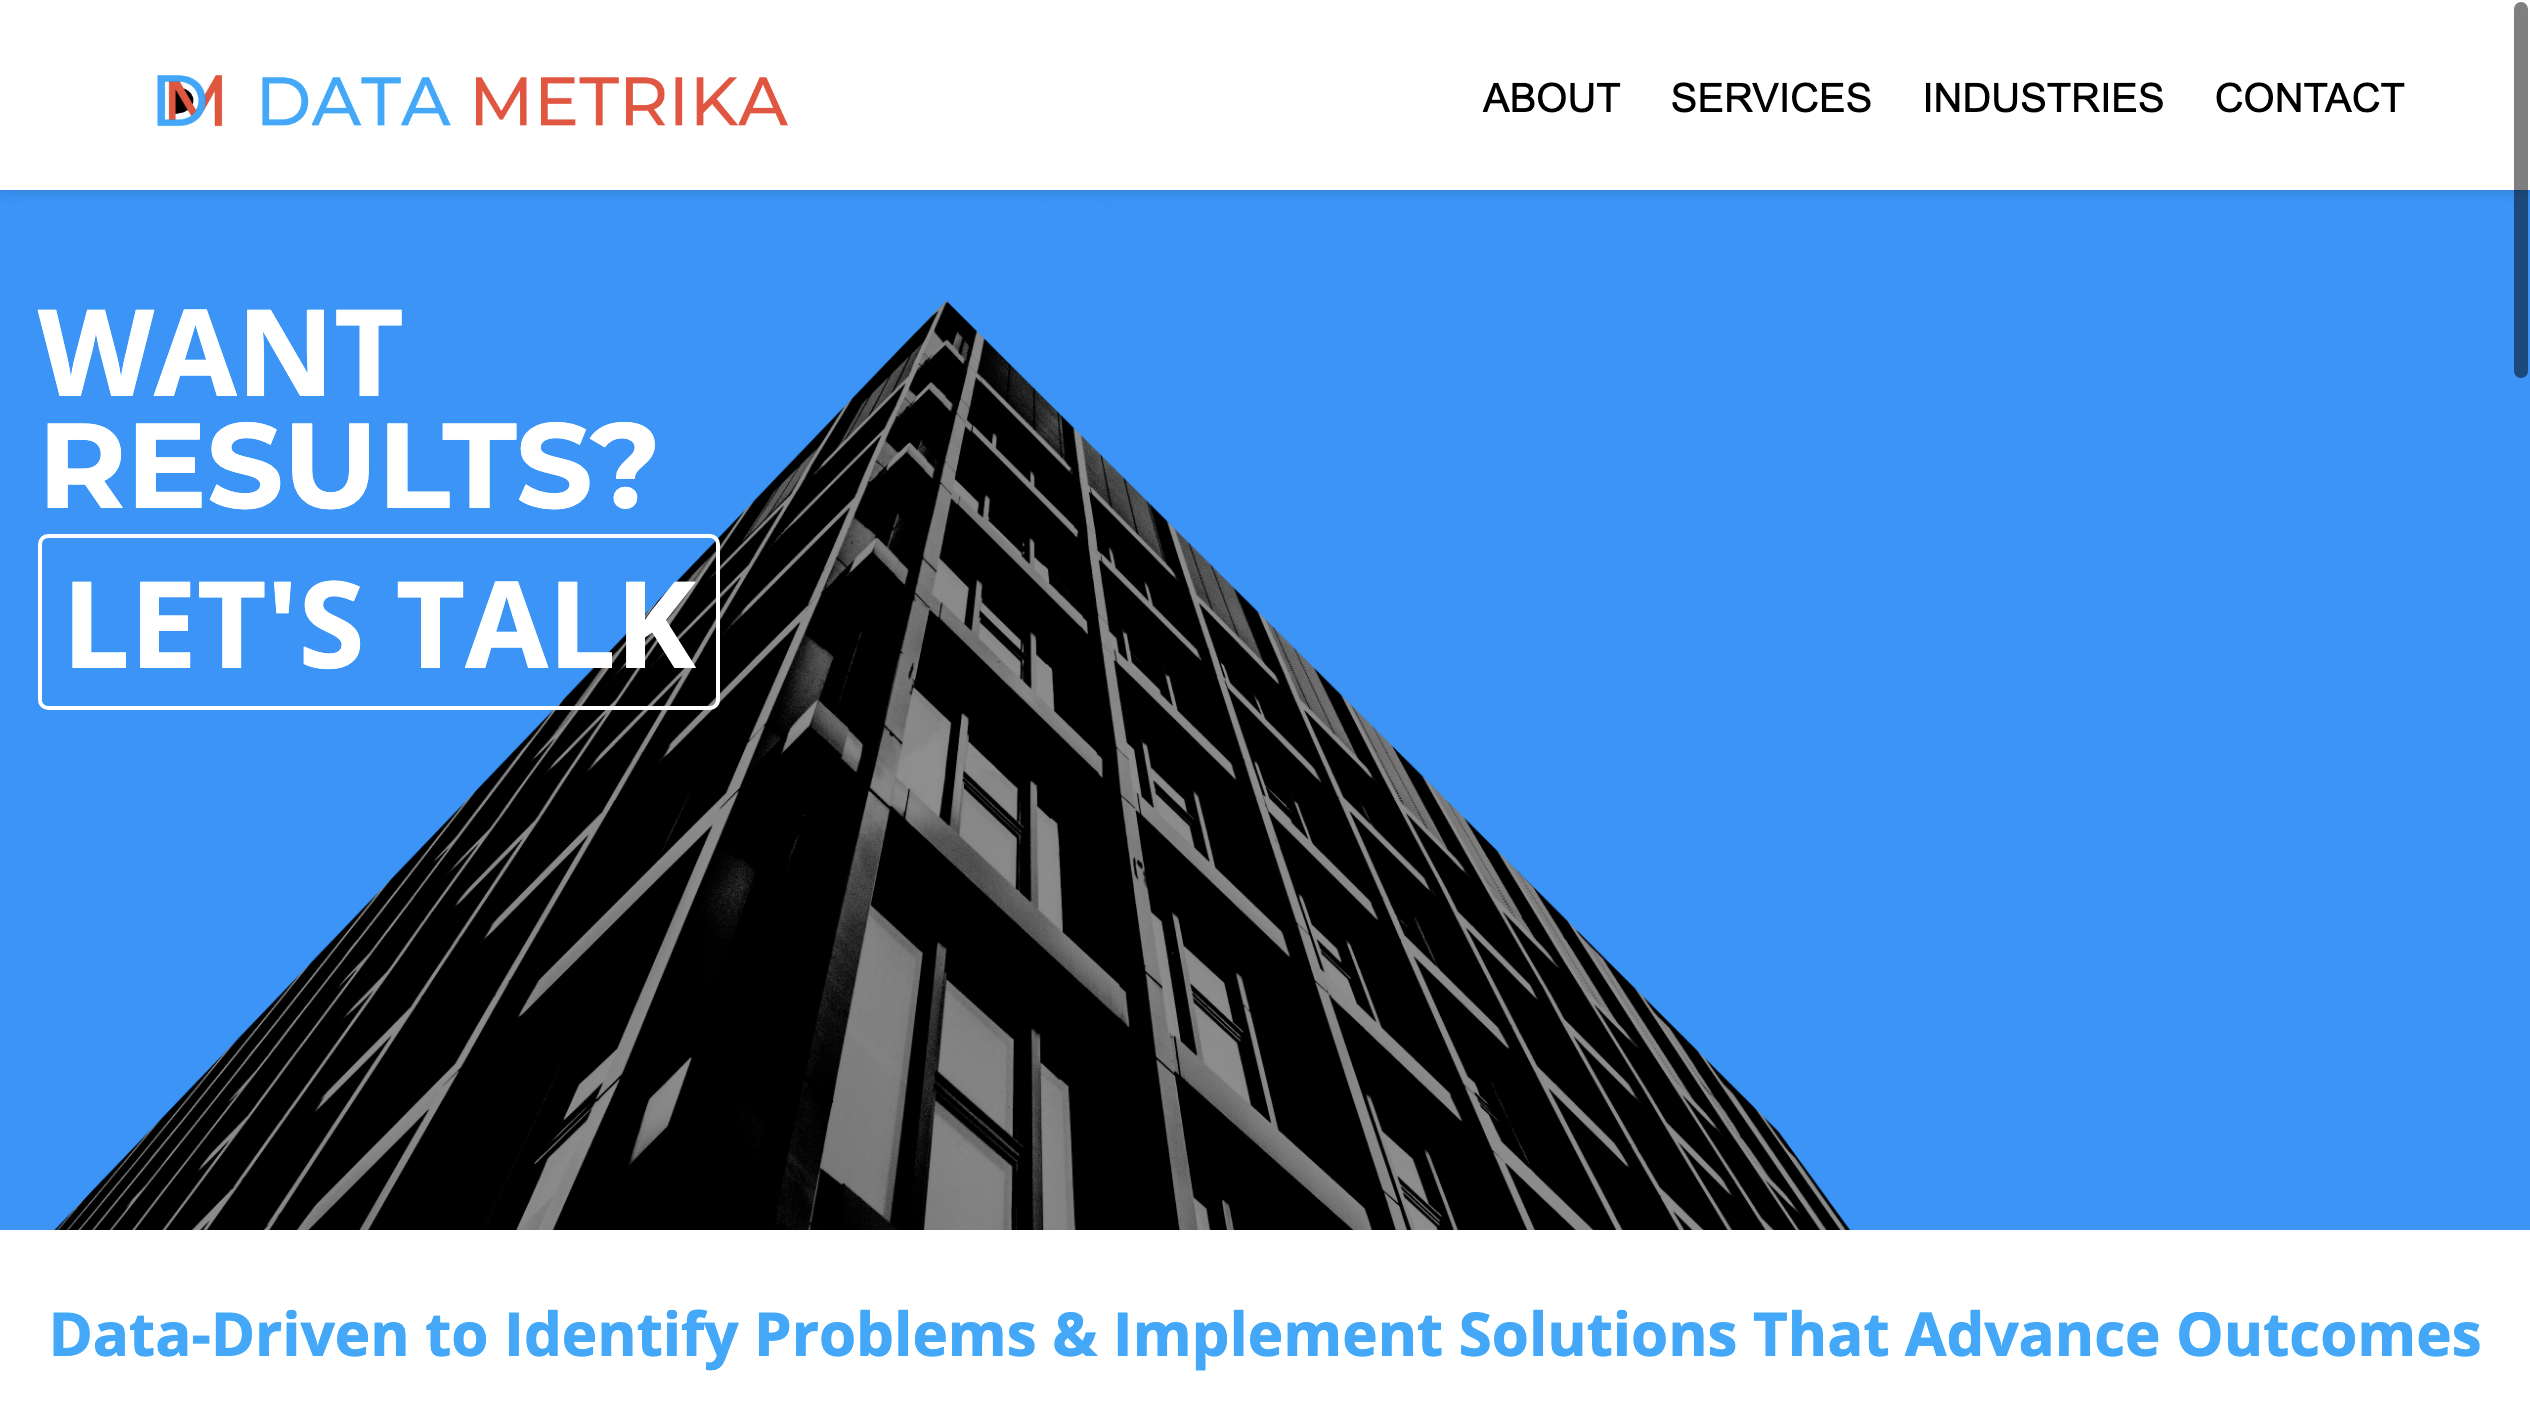 DM DATA METRIKA
ABOUT SERVICES INDUSTRIES CONTACT
WANT
RESULTS?
LET'S TALK
Data-Driven to Identify Problems & Implement Solutions That Advance Outcomes